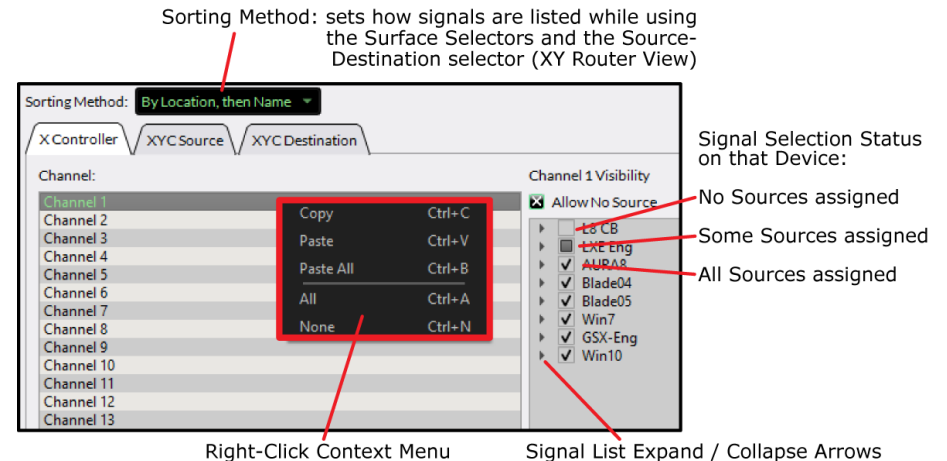 Sorting Method: sets how signals are listed while using
the Surface Selectors and the Source-
Destination selector (XY Router View)
Sorting Method: By Location, then Name
X Controller XYC Source XYC Destination
Channel:
Channel 1
Channel 2
Channel 3
Channel 4
Channel 5
Channel 6
Channel 7
Channel 8
Channel 9
Channel 10
Channel 11
Channel 12
Channel 13
Copy Ctrl+C
Paste Ctrl+V
Paste All Ctrl+B
All Ctrl+A
None Ctrl+N
Channel 1 Visibility
Allow No Source
L8 CB
LXE Eng
AURA8
Blade04
Blade05
Win7
GSX-Eng
Win10
Signal Selection Status
on that Device:
No Sources assigned
Some Sources assigned
All Sources assigned
Right-Click Context Menu
Signal List Expand / Collapse Arrows